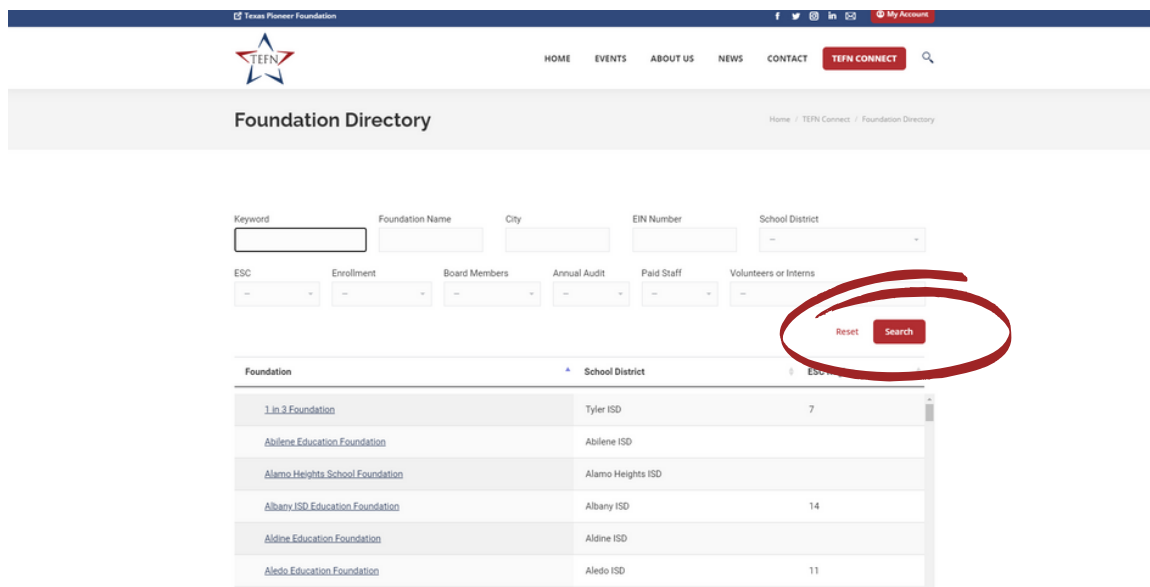 Texas Pioneer Foundation
My Account
TEFN
HOME EVENTS ABOUT US NEWS CONTACT TEFN CONNECT
Foundation Directory
Home / TEFN Connect / Foundation Directory
Keyword Foundation Name City EIN Number School District
--
ESC Enrollment Board Members Annual Audit Paid Staff Volunteers or Interns
-- -- -- -- -- --
Reset Search
Foundation School District ESC
1 in 3 Foundation Tyler ISD 7
Abilene Education Foundation Abilene ISD
Alamo Heights School Foundation Alamo Heights ISD
Albany ISD Education Foundation Albany ISD 14
Aldine Education Foundation Aldine ISD
Aledo Education Foundation Aledo ISD 11